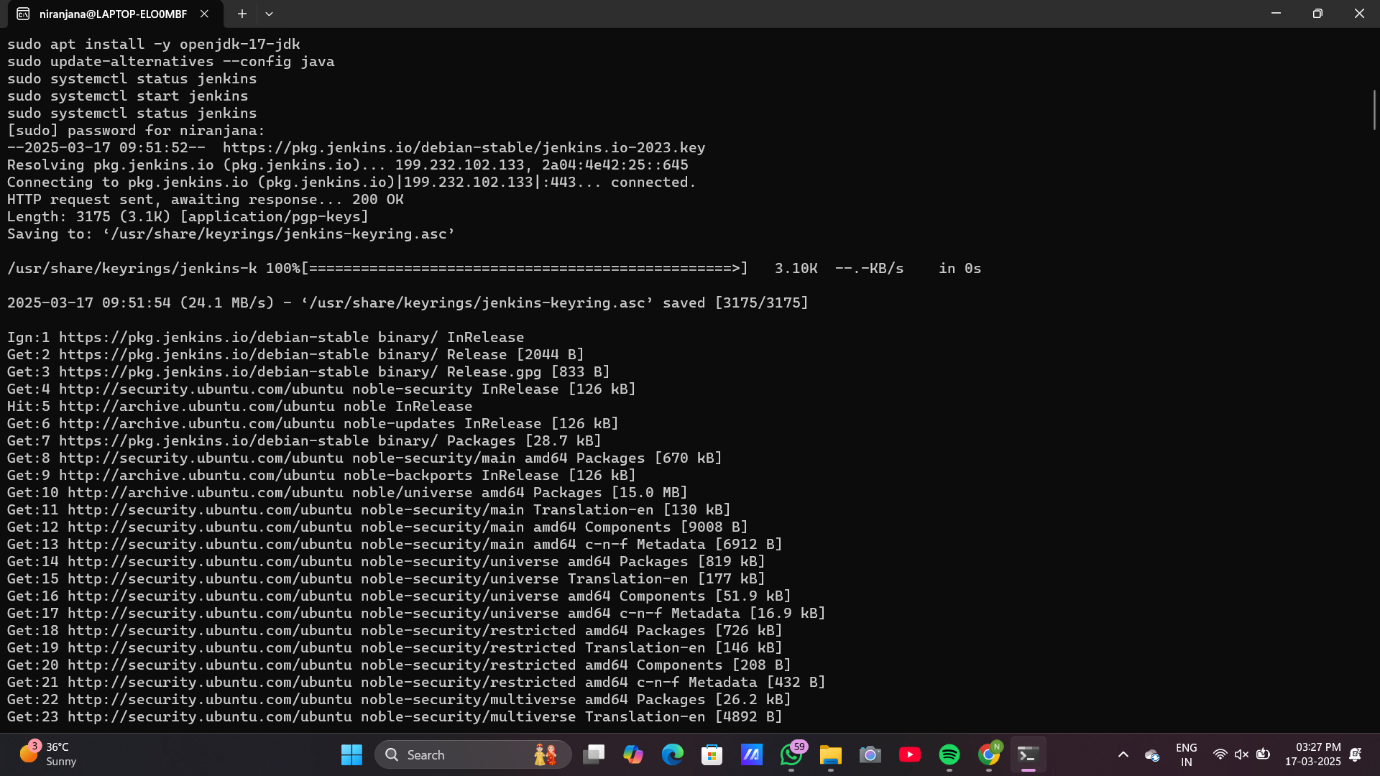 niranjana@LAPTOP-ELO0MBF
sudo apt install -y openjdk-17-jdk
sudo update-alternatives --config java
sudo systemctl status jenkins
sudo systemctl start jenkins
sudo systemctl status jenkins
[sudo] password for niranjana:
--2025-03-17 09:51:52--  https://pkg.jenkins.io/debian-stable/jenkins.io-2023.key
Resolving pkg.jenkins.io (pkg.jenkins.io)... 199.232.102.133, 2a04:4e42:25::645
Connecting to pkg.jenkins.io (pkg.jenkins.io)|199.232.102.133|:443... connected.
HTTP request sent, awaiting response... 200 OK
Length: 3175 (3.1K) [application/pgp-keys]
Saving to: ‘/usr/share/keyrings/jenkins-keyring.asc’
/usr/share/keyrings/jenkins-k 100%[=================================================>]   3.10K  --.-KB/s    in 0s
2025-03-17 09:51:54 (24.1 MB/s) - ‘/usr/share/keyrings/jenkins-keyring.asc’ saved [3175/3175]
Ign:1 https://pkg.jenkins.io/debian-stable binary/ InRelease
Get:2 https://pkg.jenkins.io/debian-stable binary/ Release [2044 B]
Get:3 https://pkg.jenkins.io/debian-stable binary/ Release.gpg [833 B]
Get:4 http://security.ubuntu.com/ubuntu noble-security InRelease [126 kB]
Hit:5 http://archive.ubuntu.com/ubuntu noble InRelease
Get:6 http://archive.ubuntu.com/ubuntu noble-updates InRelease [126 kB]
Get:7 https://pkg.jenkins.io/debian-stable binary/ Packages [28.7 kB]
Get:8 http://security.ubuntu.com/ubuntu noble-security/main amd64 Packages [670 kB]
Get:9 http://archive.ubuntu.com/ubuntu noble-backports InRelease [126 kB]
Get:10 http://archive.ubuntu.com/ubuntu noble/universe amd64 Packages [15.0 MB]
Get:11 http://security.ubuntu.com/ubuntu noble-security/main Translation-en [130 kB]
Get:12 http://security.ubuntu.com/ubuntu noble-security/main amd64 Components [9008 B]
Get:13 http://security.ubuntu.com/ubuntu noble-security/main amd64 c-n-f Metadata [6912 B]
Get:14 http://security.ubuntu.com/ubuntu noble-security/universe amd64 Packages [819 kB]
Get:15 http://security.ubuntu.com/ubuntu noble-security/universe Translation-en [177 kB]
Get:16 http://security.ubuntu.com/ubuntu noble-security/universe amd64 Components [51.9 kB]
Get:17 http://security.ubuntu.com/ubuntu noble-security/universe amd64 c-n-f Metadata [16.9 kB]
Get:18 http://security.ubuntu.com/ubuntu noble-security/restricted amd64 Packages [726 kB]
Get:19 http://security.ubuntu.com/ubuntu noble-security/restricted Translation-en [146 kB]
Get:20 http://security.ubuntu.com/ubuntu noble-security/restricted amd64 Components [208 B]
Get:21 http://security.ubuntu.com/ubuntu noble-security/restricted amd64 c-n-f Metadata [432 B]
Get:22 http://security.ubuntu.com/ubuntu noble-security/multiverse amd64 Packages [26.2 kB]
Get:23 http://security.ubuntu.com/ubuntu noble-security/multiverse Translation-en [4892 B]
3
36°C
Sunny
Search
59
N
ENG
IN
03:27 PM
17-03-2025